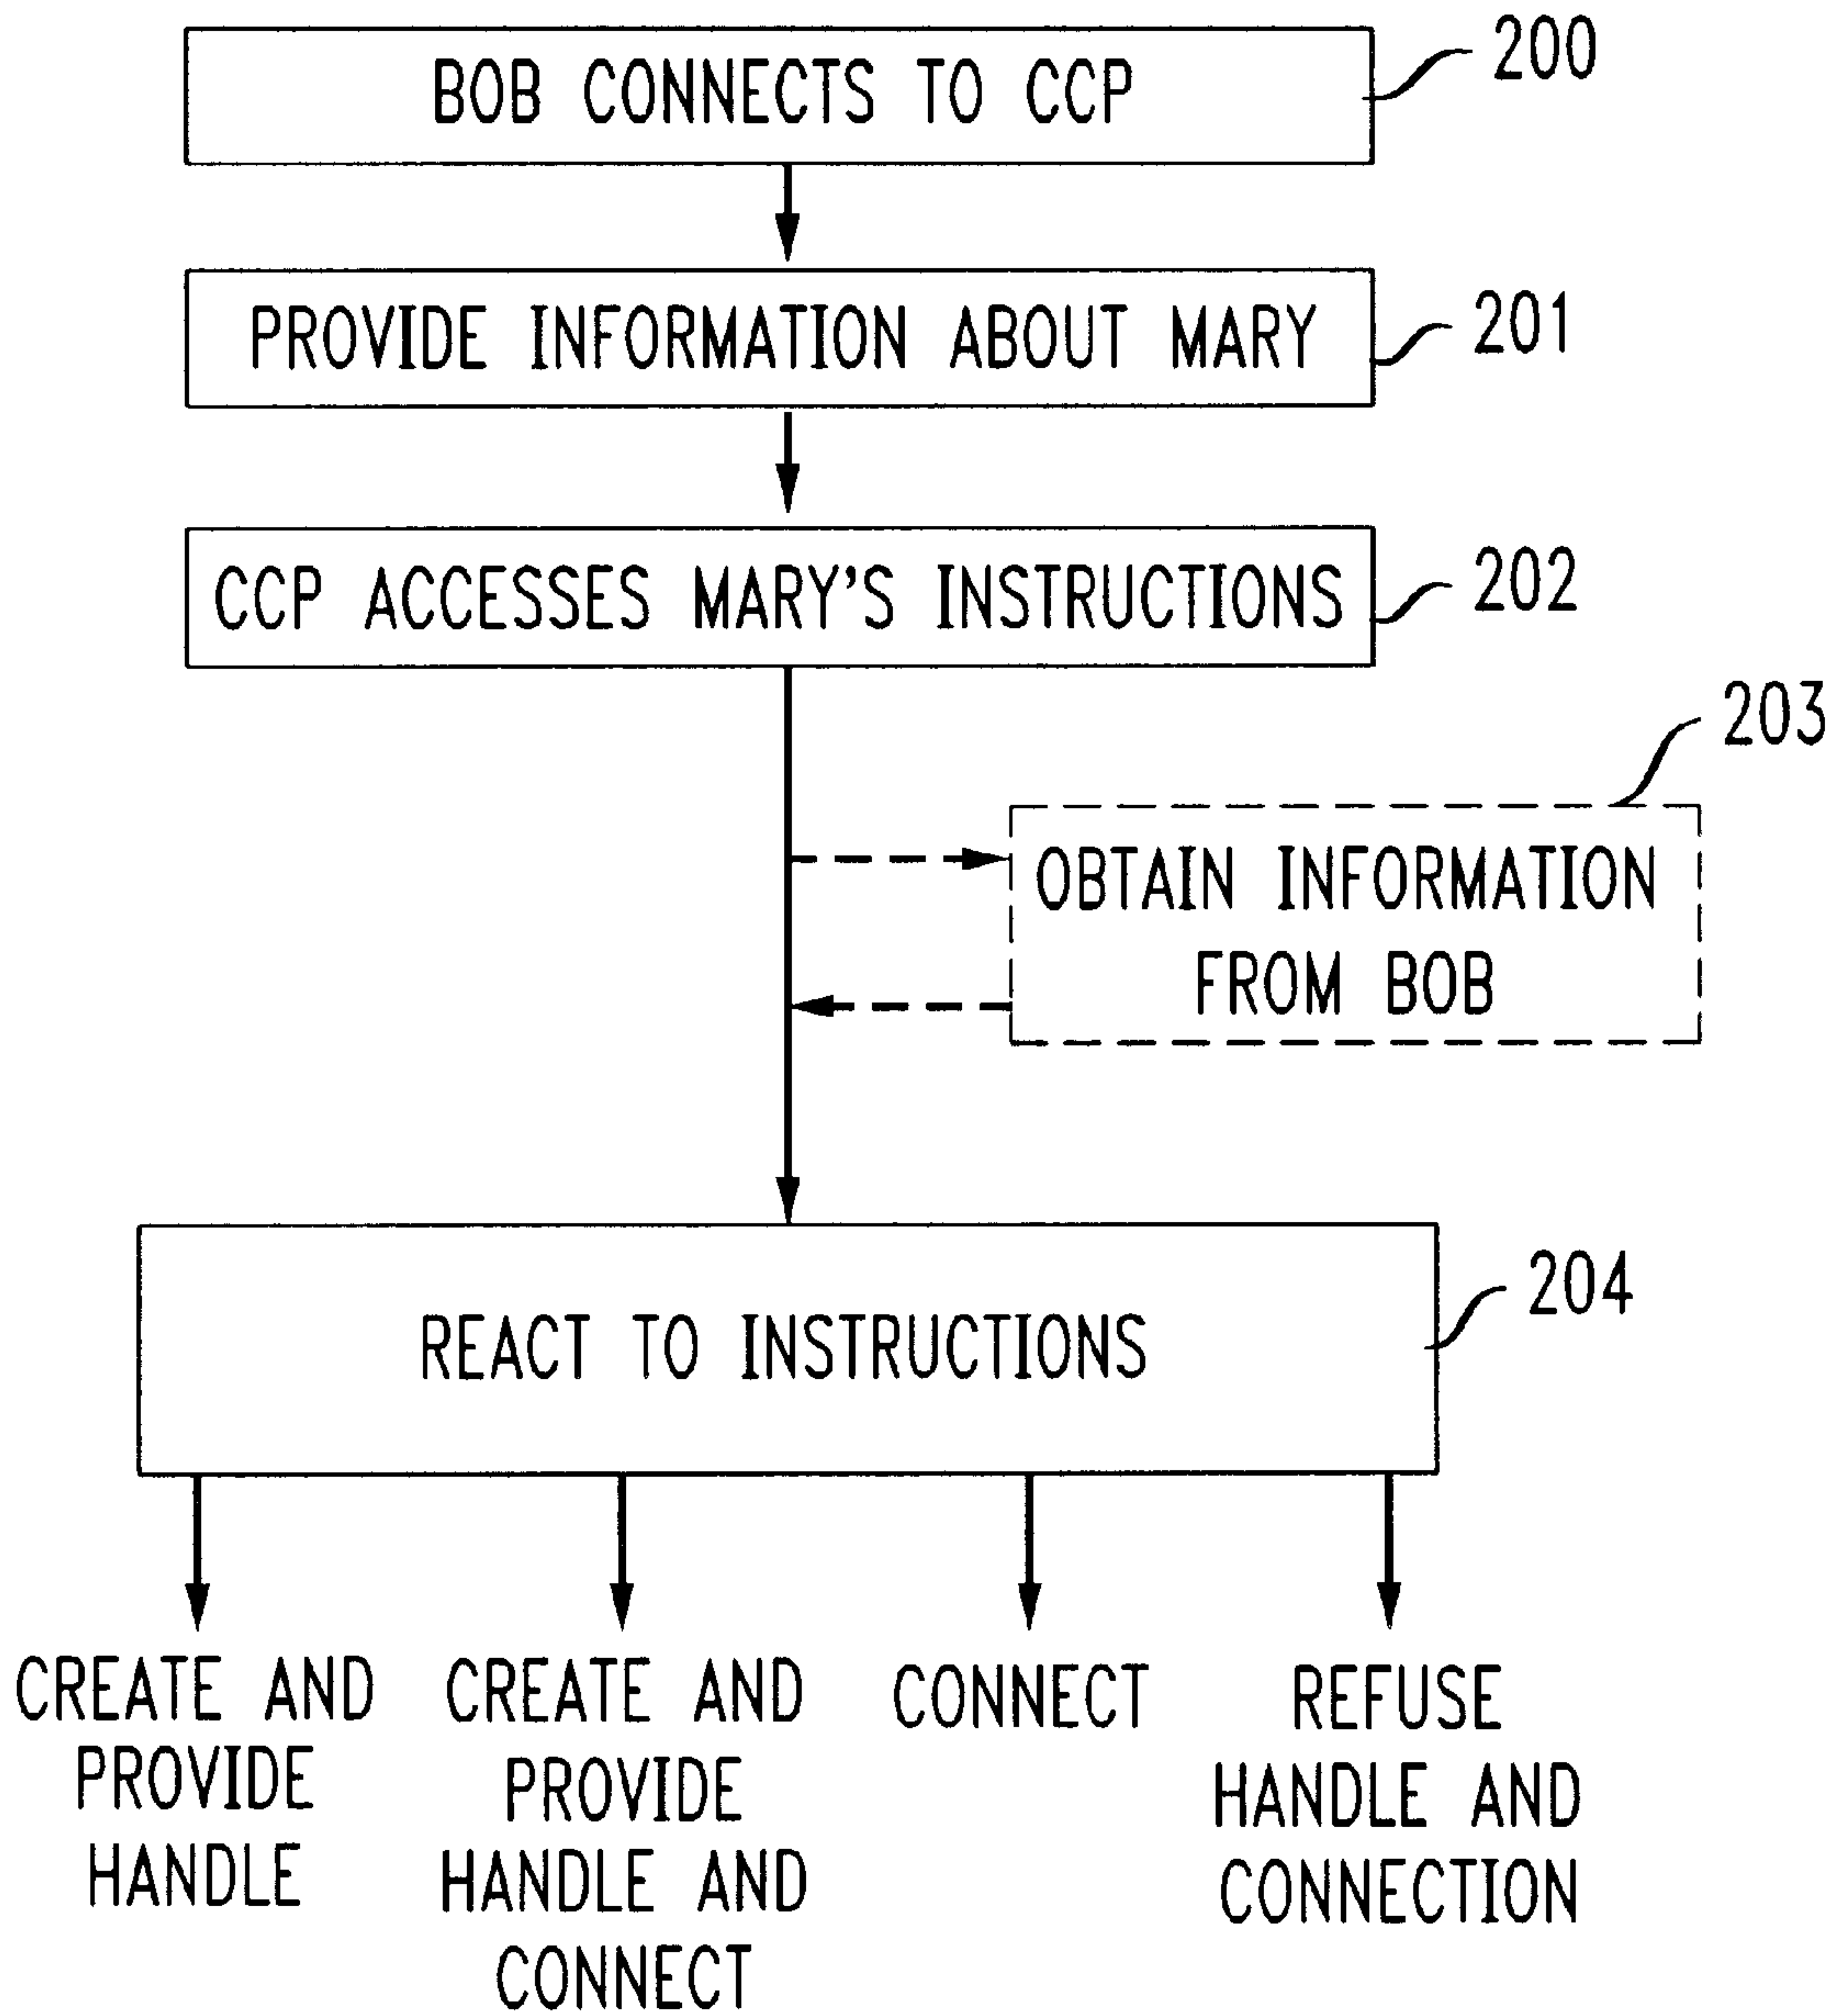 BOB CONNECTS TO CCP
200
PROVIDE INFORMATION ABOUT MARY
201
CCP ACCESSES MARY'S INSTRUCTIONS
202
203
OBTAIN INFORMATION
FROM BOB
REACT TO INSTRUCTIONS
204
CREATE AND
PROVIDE
HANDLE
CREATE AND
PROVIDE
HANDLE AND
CONNECT
CONNECT
REFUSE
HANDLE AND
CONNECTION